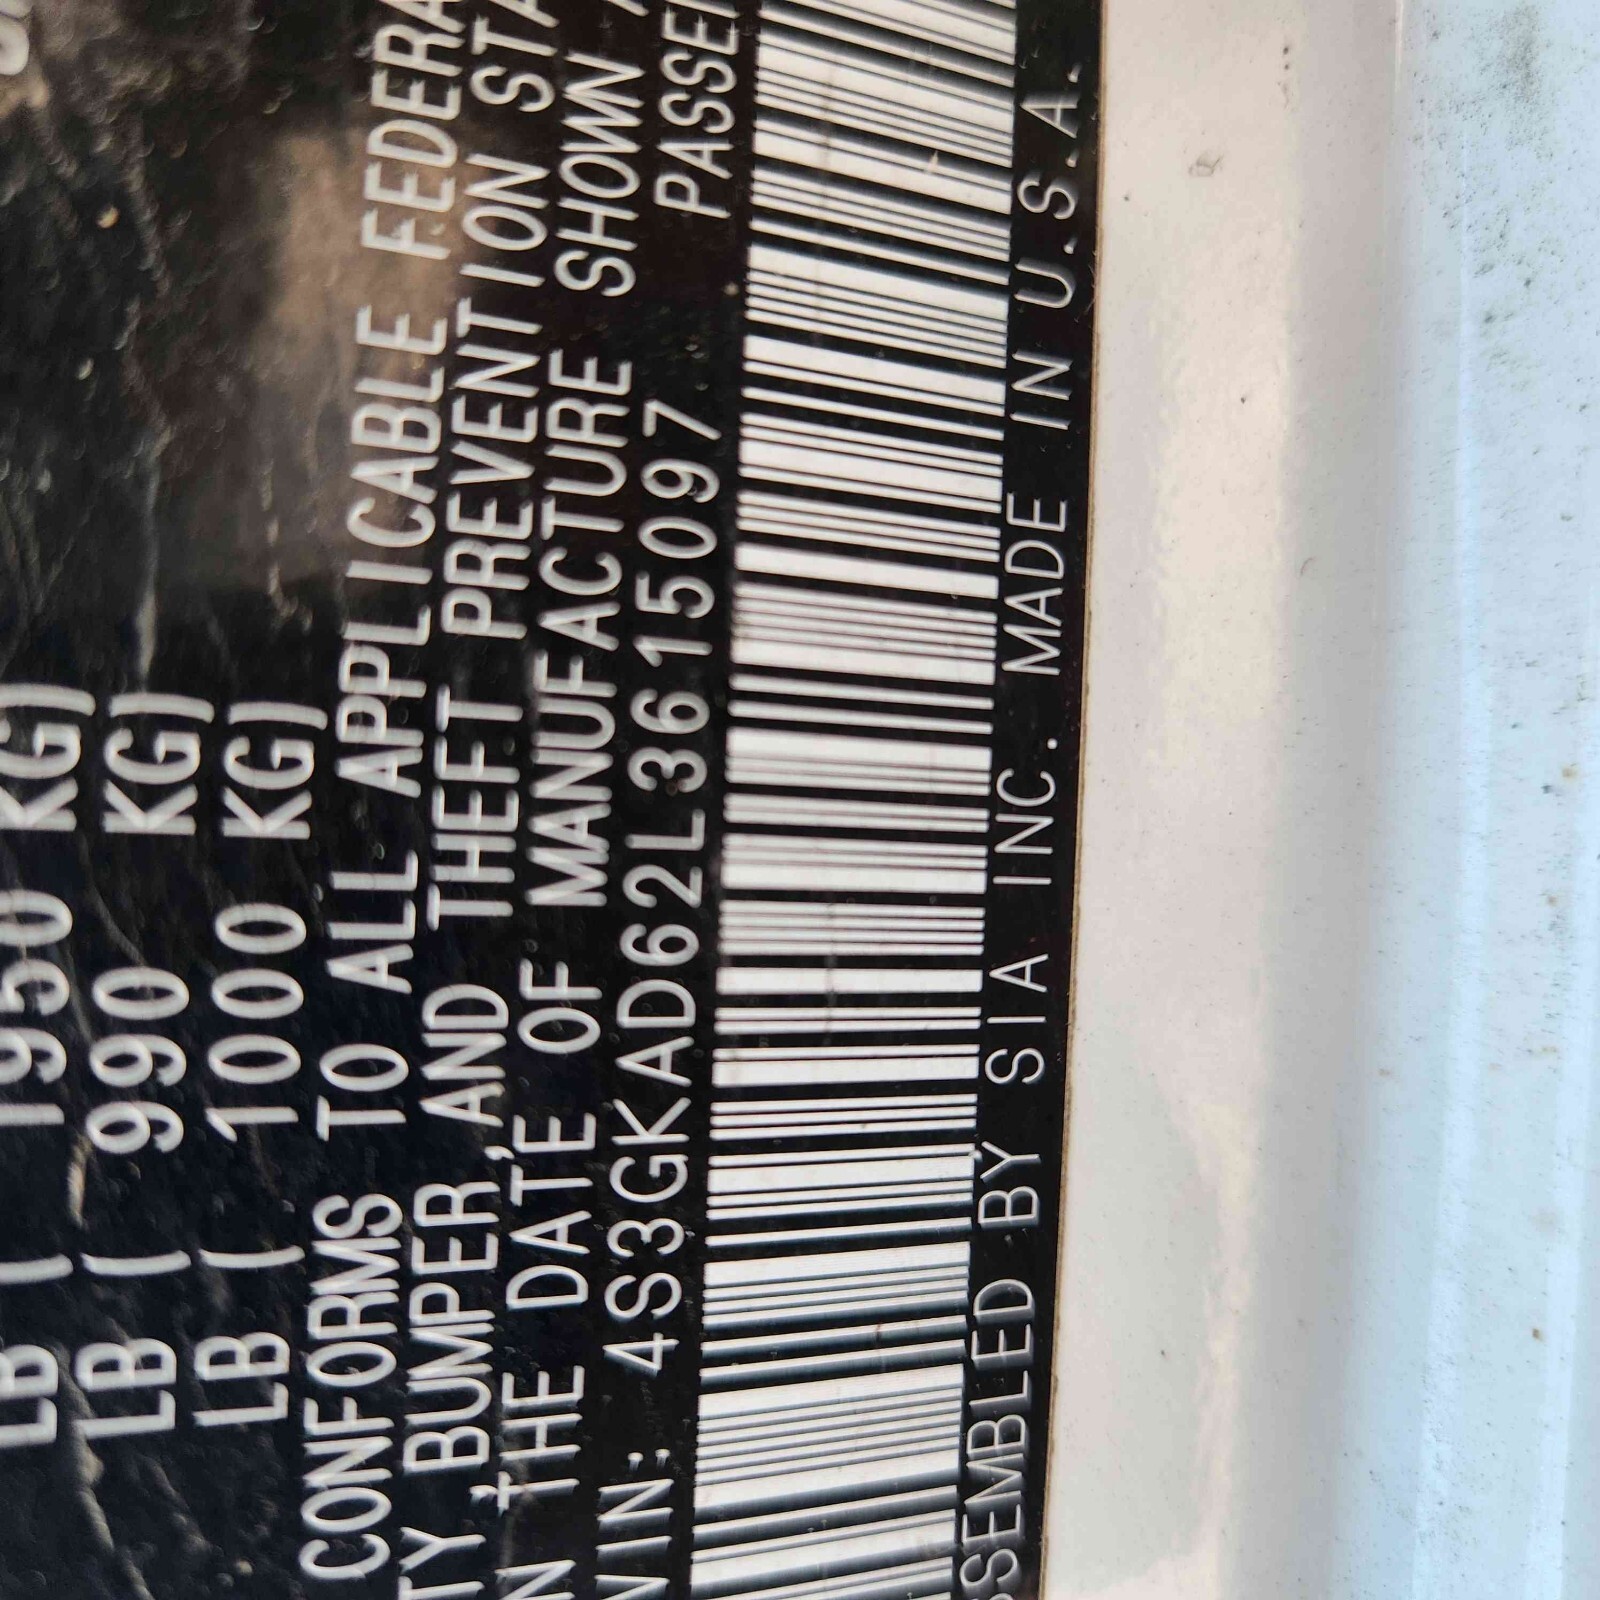 LB ( 1950 KG)
LB ( 990 KG)
LB ( 1000 KG)
CONFORMS TO ALL APPLICABLE FEDERA
TY BUMPER, AND THEFT PREVENTION STA
N THE DATE OF MANUFACTURE SHOWN A
VIN: 4S3GKAD62L3615097 PASSE
SSEMBLED BY SIA INC. MADE IN U.S.A.